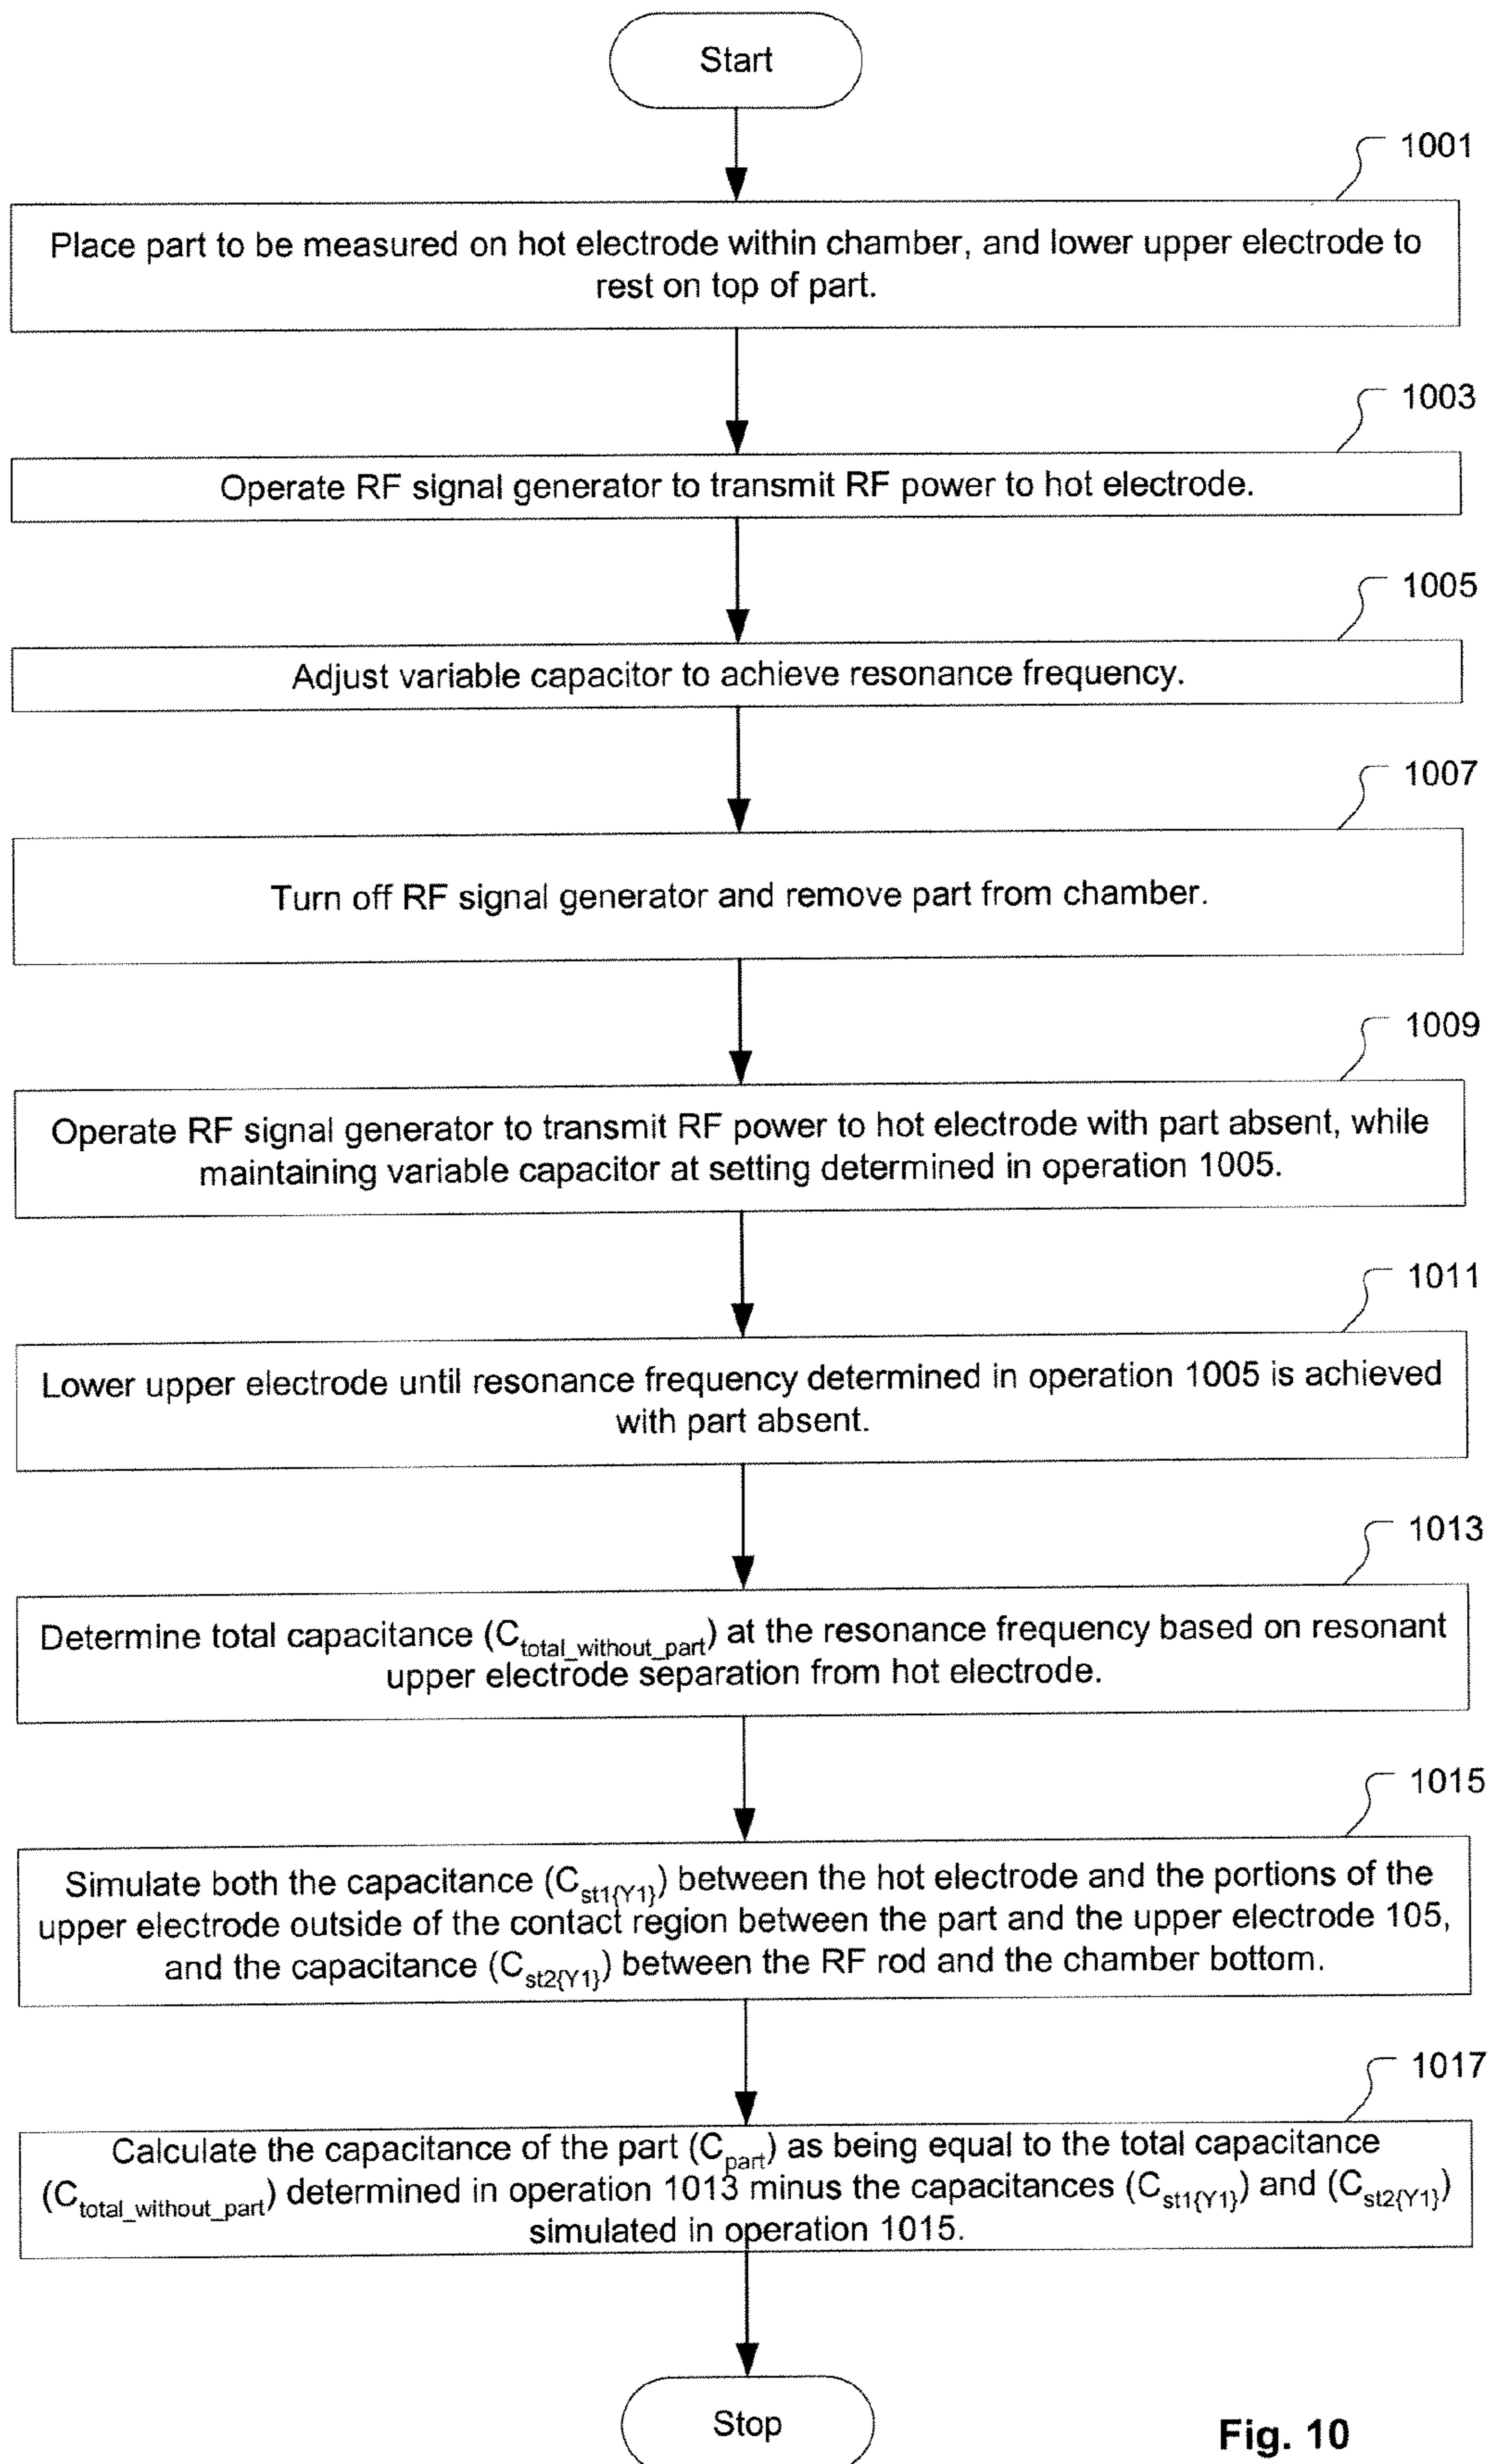 Start
1001
Place part to be measured on hot electrode within chamber, and lower upper electrode to
rest on top of part.
1003
Operate RF signal generator to transmit RF power to hot electrode.
1005
Adjust variable capacitor to achieve resonance frequency.
1007
Turn off RF signal generator and remove part from chamber.
1009
Operate RF signal generator to transmit RF power to hot electrode with part absent, while
maintaining variable capacitor at setting determined in operation 1005.
1011
Lower upper electrode until resonance frequency determined in operation 1005 is achieved
with part absent.
1013
Determine total capacitance (C_total_without_part) at the resonance frequency based on resonant
upper electrode separation from hot electrode.
1015
Simulate both the capacitance (C_st1{Y1}) between the hot electrode and the portions of the
upper electrode outside of the contact region between the part and the upper electrode 105,
and the capacitance (C_st2{Y1}) between the RF rod and the chamber bottom.
1017
Calculate the capacitance of the part (C_part) as being equal to the total capacitance
(C_total_without_part) determined in operation 1013 minus the capacitances (C_st1{Y1}) and (C_st2{Y1})
simulated in operation 1015.
Stop
Fig. 10